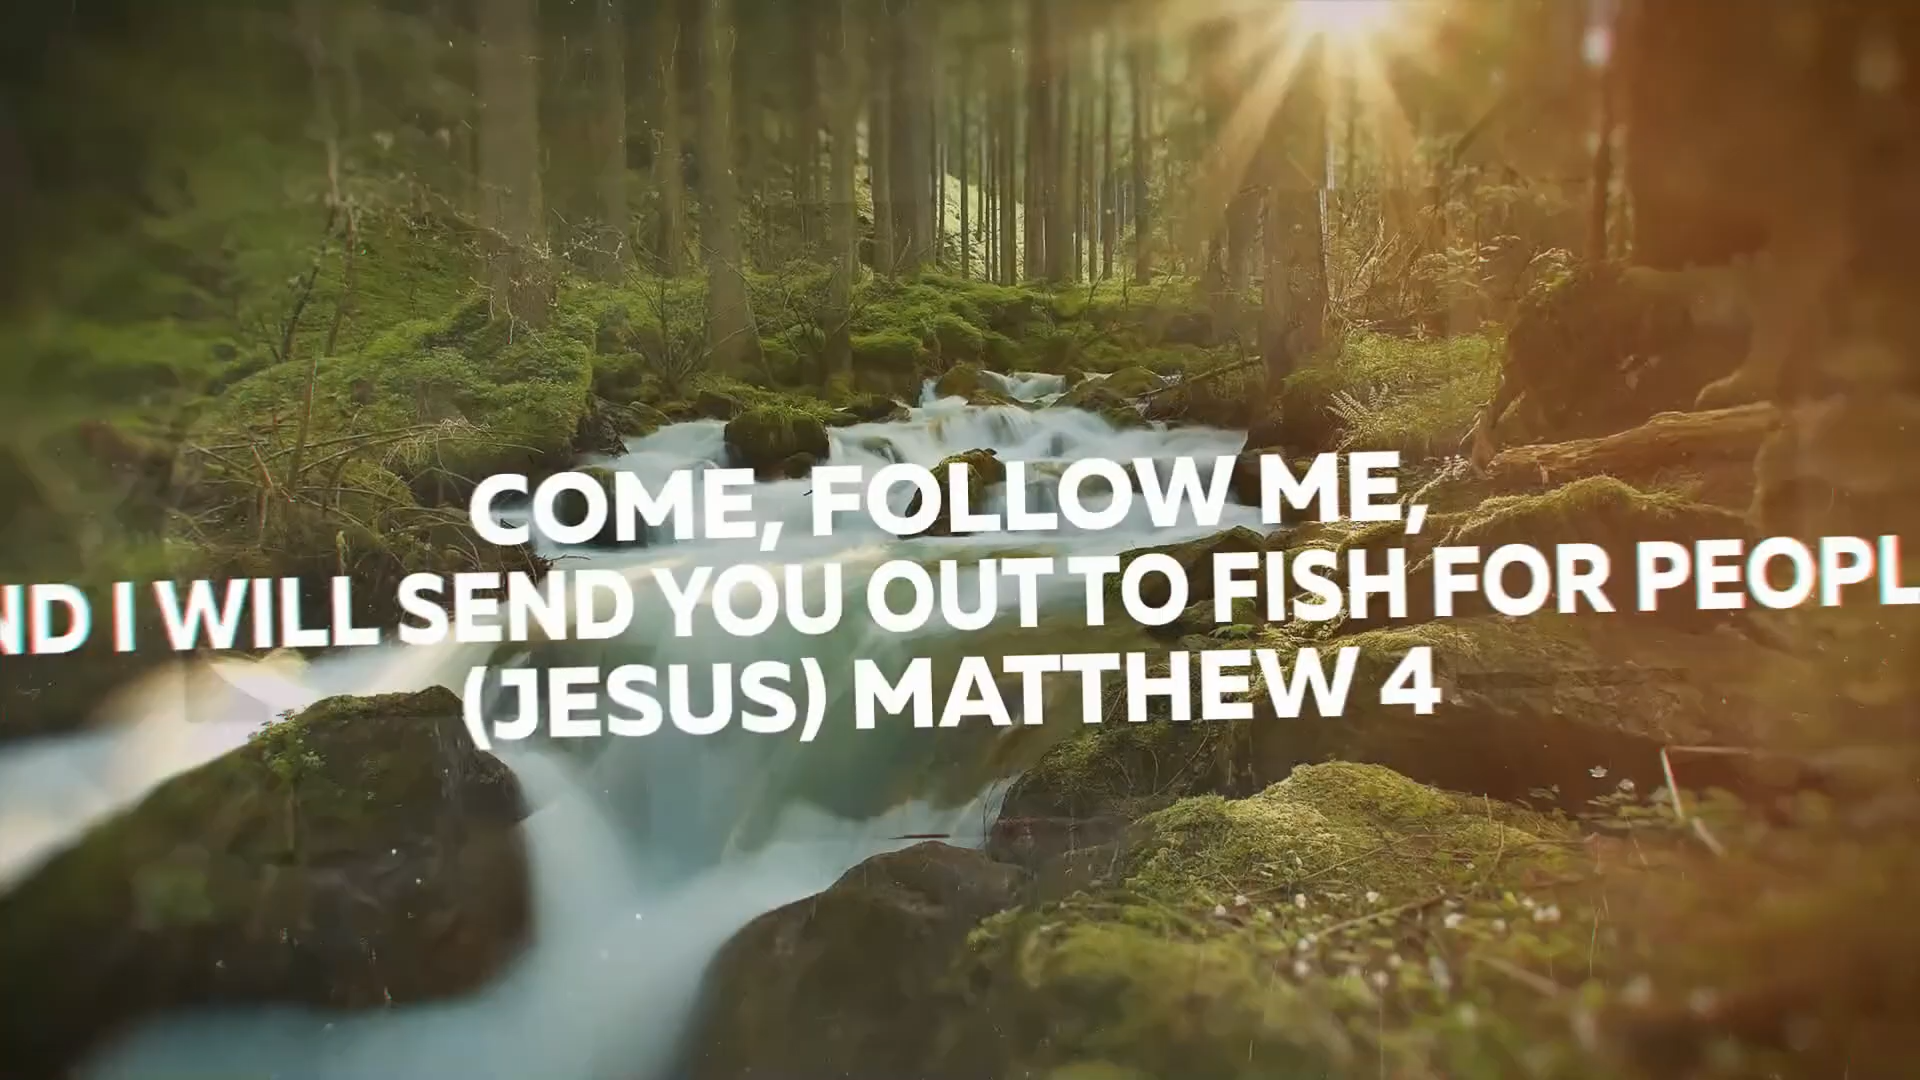 COME, FOLLOW ME,
ND I WILL SEND YOU OUT TO FISH FOR PEOPL
(JESUS) MATTHEW 4